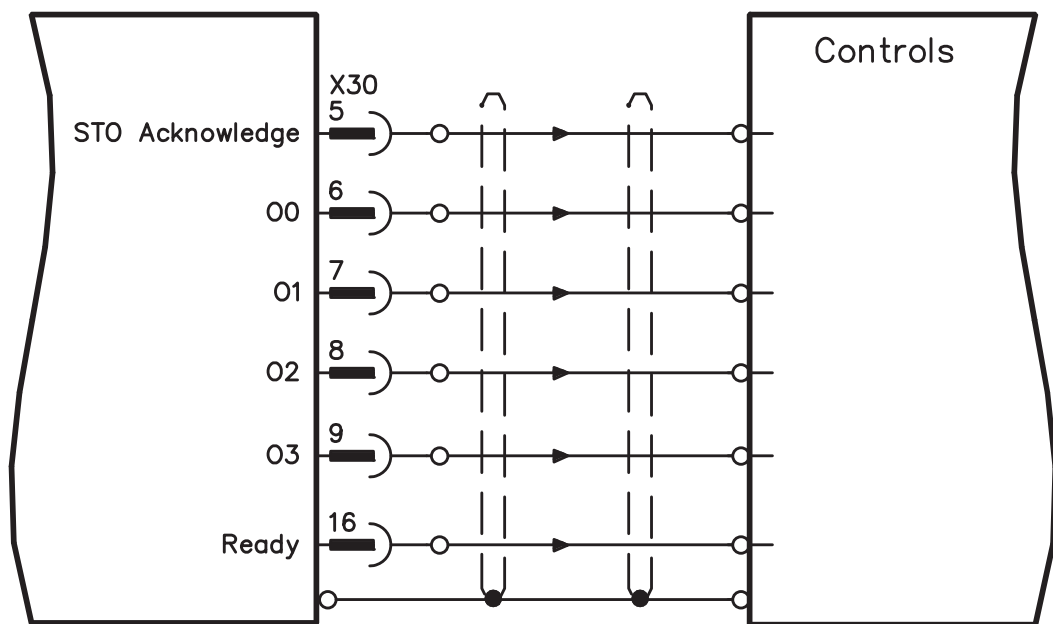 Controls
X30
STO Acknowledge 5
O0 6
O1 7
O2 8
O3 9
Ready 16